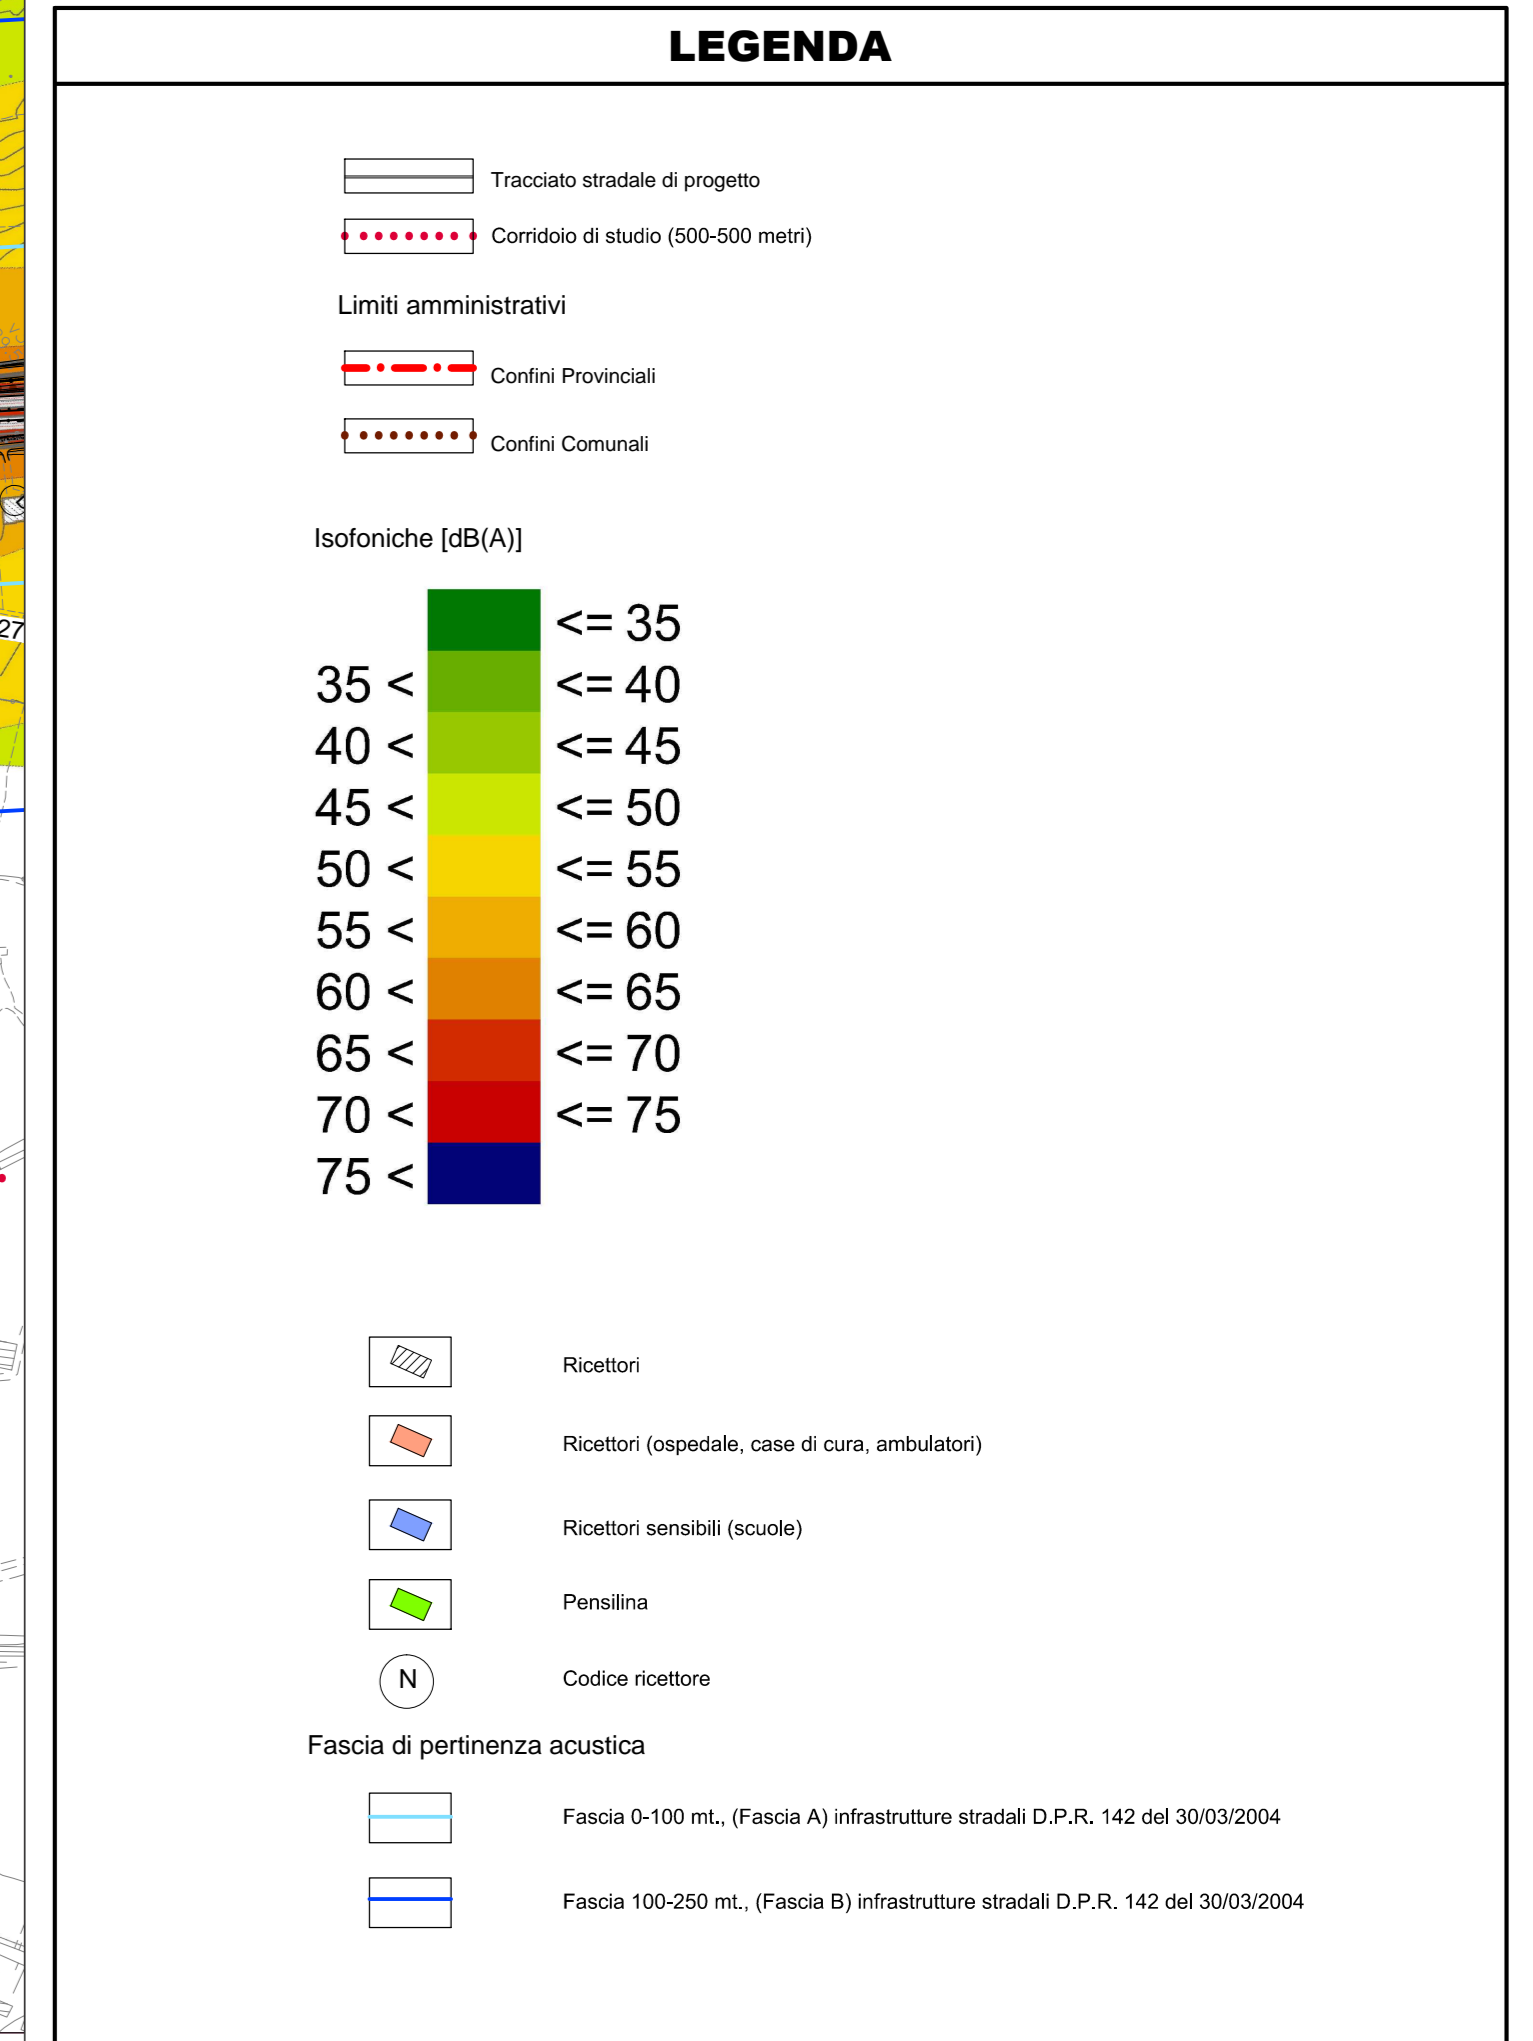 LEGENDA
Tracciato stradale di progetto
Corridoio di studio (500-500 metri)
Limiti amministrativi
Confini Provinciali
Confini Comunali
Isofoniche [dB(A)]
<= 35
35 < <= 40
40 < <= 45
45 < <= 50
50 < <= 55
55 < <= 60
60 < <= 65
65 < <= 70
70 < <= 75
75 <
27
Ricettori
Ricettori (ospedale, case di cura, ambulatori)
Ricettori sensibili (scuole)
Pensilina
N Codice ricettore
Fascia di pertinenza acustica
Fascia 0-100 mt., (Fascia A) infrastrutture stradali D.P.R. 142 del 30/03/2004
Fascia 100-250 mt., (Fascia B) infrastrutture stradali D.P.R. 142 del 30/03/2004